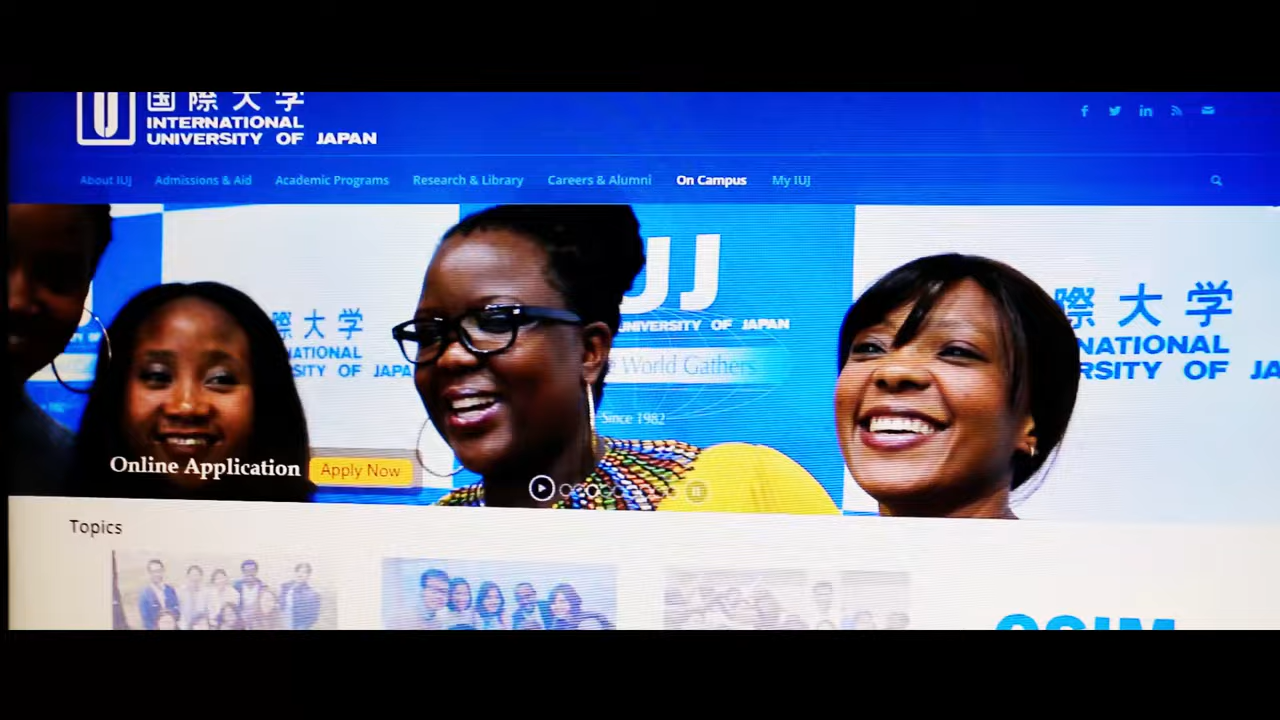 国際大学
INTERNATIONAL
UNIVERSITY OF JAPAN
About IUJ Admissions & Aid Academic Programs Research & Library Careers & Alumni On Campus My IUJ
際大学
NATIONAL
SITY OF JAPA
UJ
UNIVERSITY OF JAPAN
World Gathers
Since 1982
際大学
NATIONAL
RSITY OF JA
Online Application Apply Now
Topics